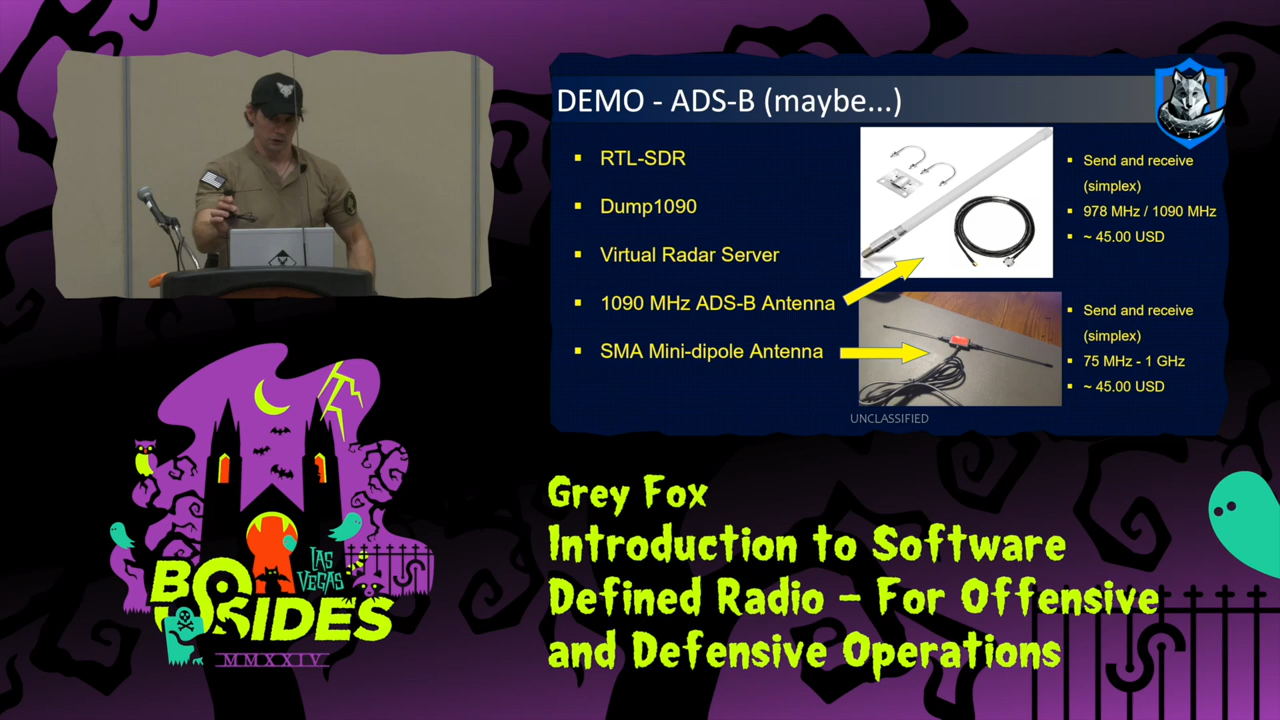 DEMO - ADS-B (maybe...)
▪ RTL-SDR
▪ Dump1090
▪ Virtual Radar Server
▪ 1090 MHz ADS-B Antenna
▪ SMA Mini-dipole Antenna
▪ Send and receive
(simplex)
▪ 978 MHz / 1090 MHz
▪ ~ 45.00 USD
▪ Send and receive
(simplex)
▪ 75 MHz - 1 GHz
▪ ~ 45.00 USD
UNCLASSIFIED
LAS
VEGAS
BSIDES
MMXXIV
Grey Fox
Introduction to Software
Defined Radio – For Offensive
and Defensive Operations